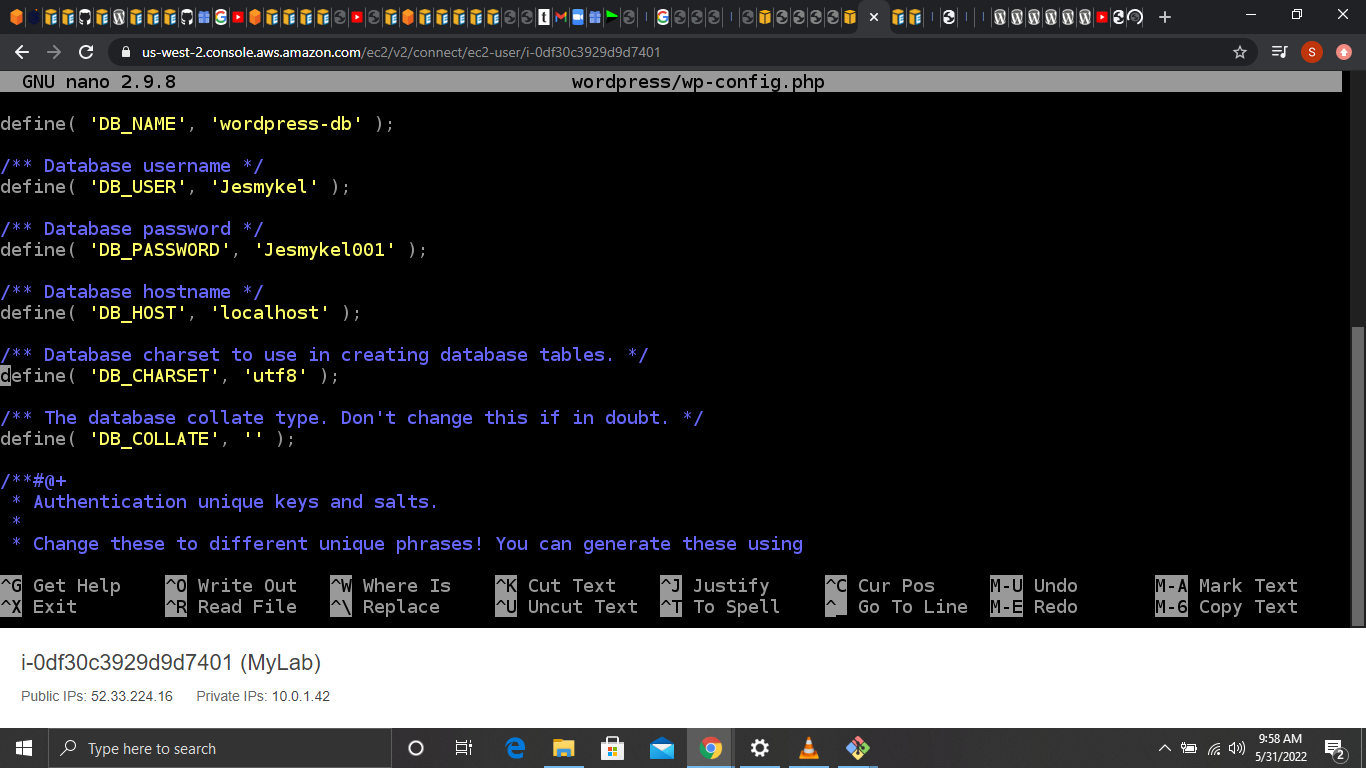 us-west-2.console.aws.amazon.com/ec2/v2/connect/ec2-user/i-0df30c3929d9d7401
S
GNU nano 2.9.8 wordpress/wp-config.php
define( 'DB_NAME', 'wordpress-db' );
/** Database username */
define( 'DB_USER', 'Jesmykel' );
/** Database password */
define( 'DB_PASSWORD', 'Jesmykel001' );
/** Database hostname */
define( 'DB_HOST', 'localhost' );
/** Database charset to use in creating database tables. */
define( 'DB_CHARSET', 'utf8' );
/** The database collate type. Don't change this if in doubt. */
define( 'DB_COLLATE', '' );
/**#@+
 * Authentication unique keys and salts.
 *
 * Change these to different unique phrases! You can generate these using
^G Get Help ^O Write Out ^W Where Is ^K Cut Text ^J Justify ^C Cur Pos M-U Undo M-A Mark Text
^X Exit ^R Read File ^\ Replace ^U Uncut Text ^T To Spell ^_ Go To Line M-E Redo M-6 Copy Text
i-0df30c3929d9d7401 (MyLab)
Public IPs: 52.33.224.16 Private IPs: 10.0.1.42
Type here to search
9:58 AM
5/31/2022
2